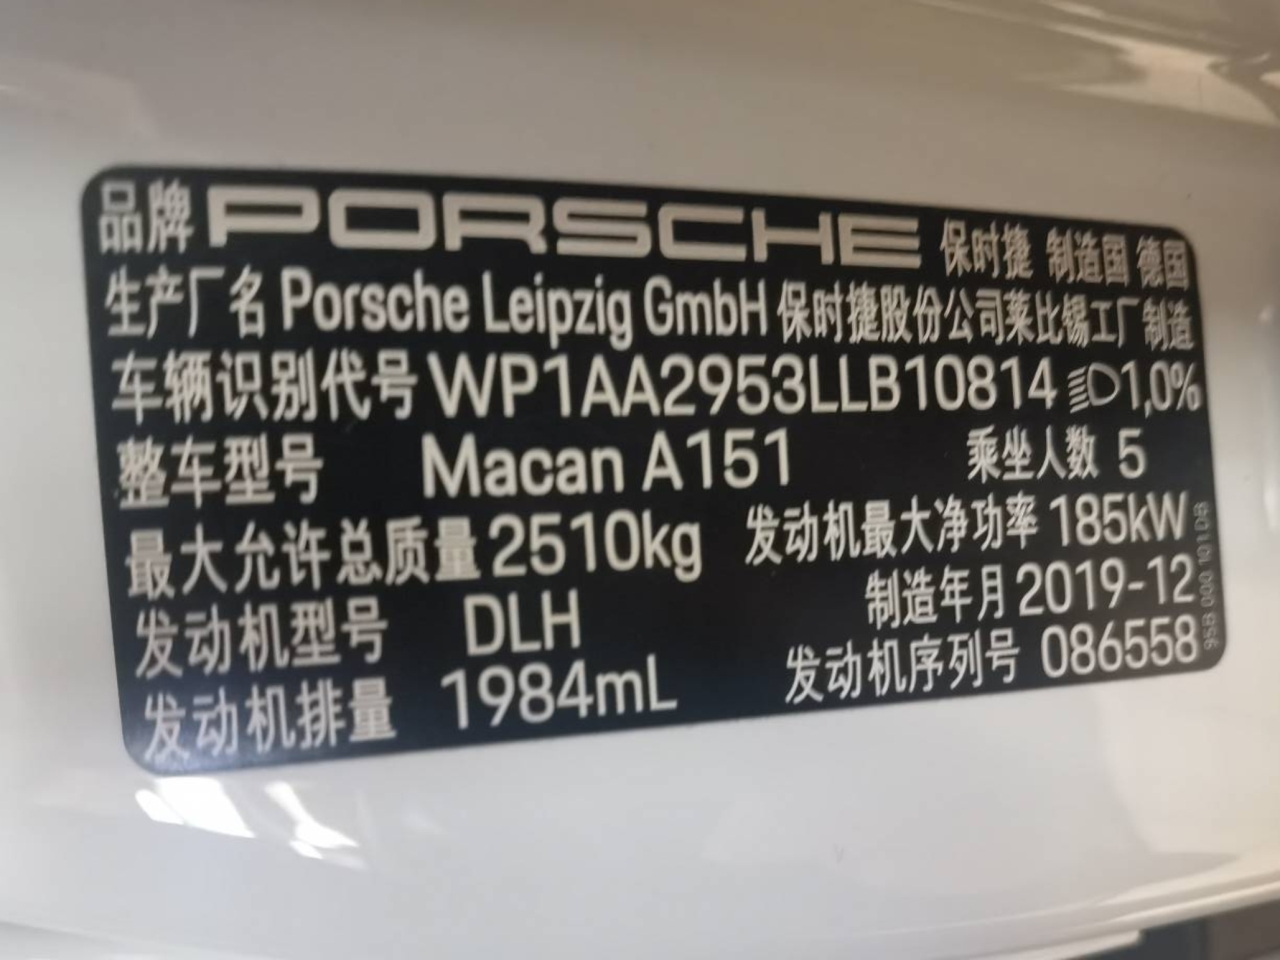 品牌 PORSCHE 保时捷 制造国 德国
生产厂名 Porsche Leipzig GmbH 保时捷股份公司莱比锡工厂制造
车辆识别代号 WP1AA2953LLB10814 1,0%
整车型号 Macan A151 乘坐人数 5
最大允许总质量 2510kg 发动机最大净功率 185kW
发动机型号 DLH 制造年月 2019-12
发动机排量 1984mL 发动机序列号 086558
95B 000 101 DB